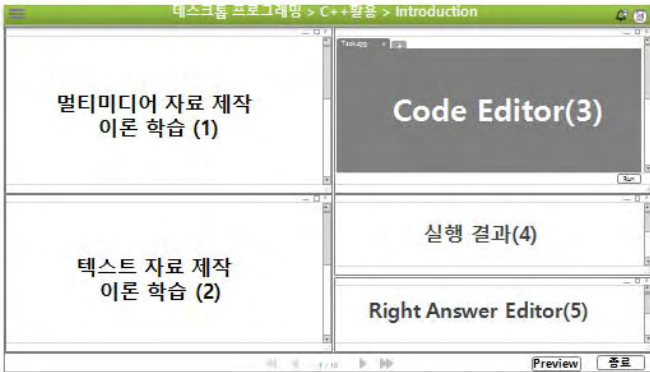 데스크톱 프로그래밍 > C++활용 > Introduction
멀티미디어 자료 제작
이론 학습 (1)
Code Editor(3)
Run
텍스트 자료 제작
이론 학습 (2)
실행 결과(4)
Right Answer Editor(5)
1 / 10
Preview
종료